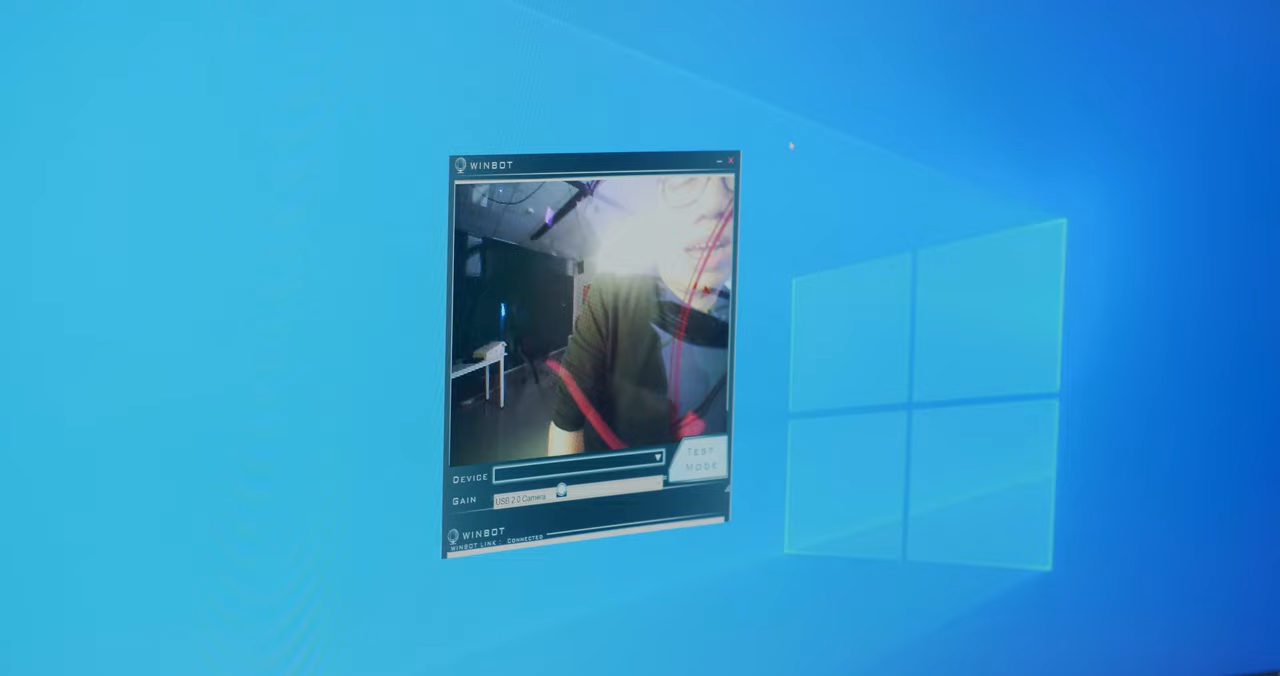 WINBOT
DEVICE
TEST
MODE
GAIN
USB 2.0 Camera
WINBOT
WINBOT LINK : CONNECTED